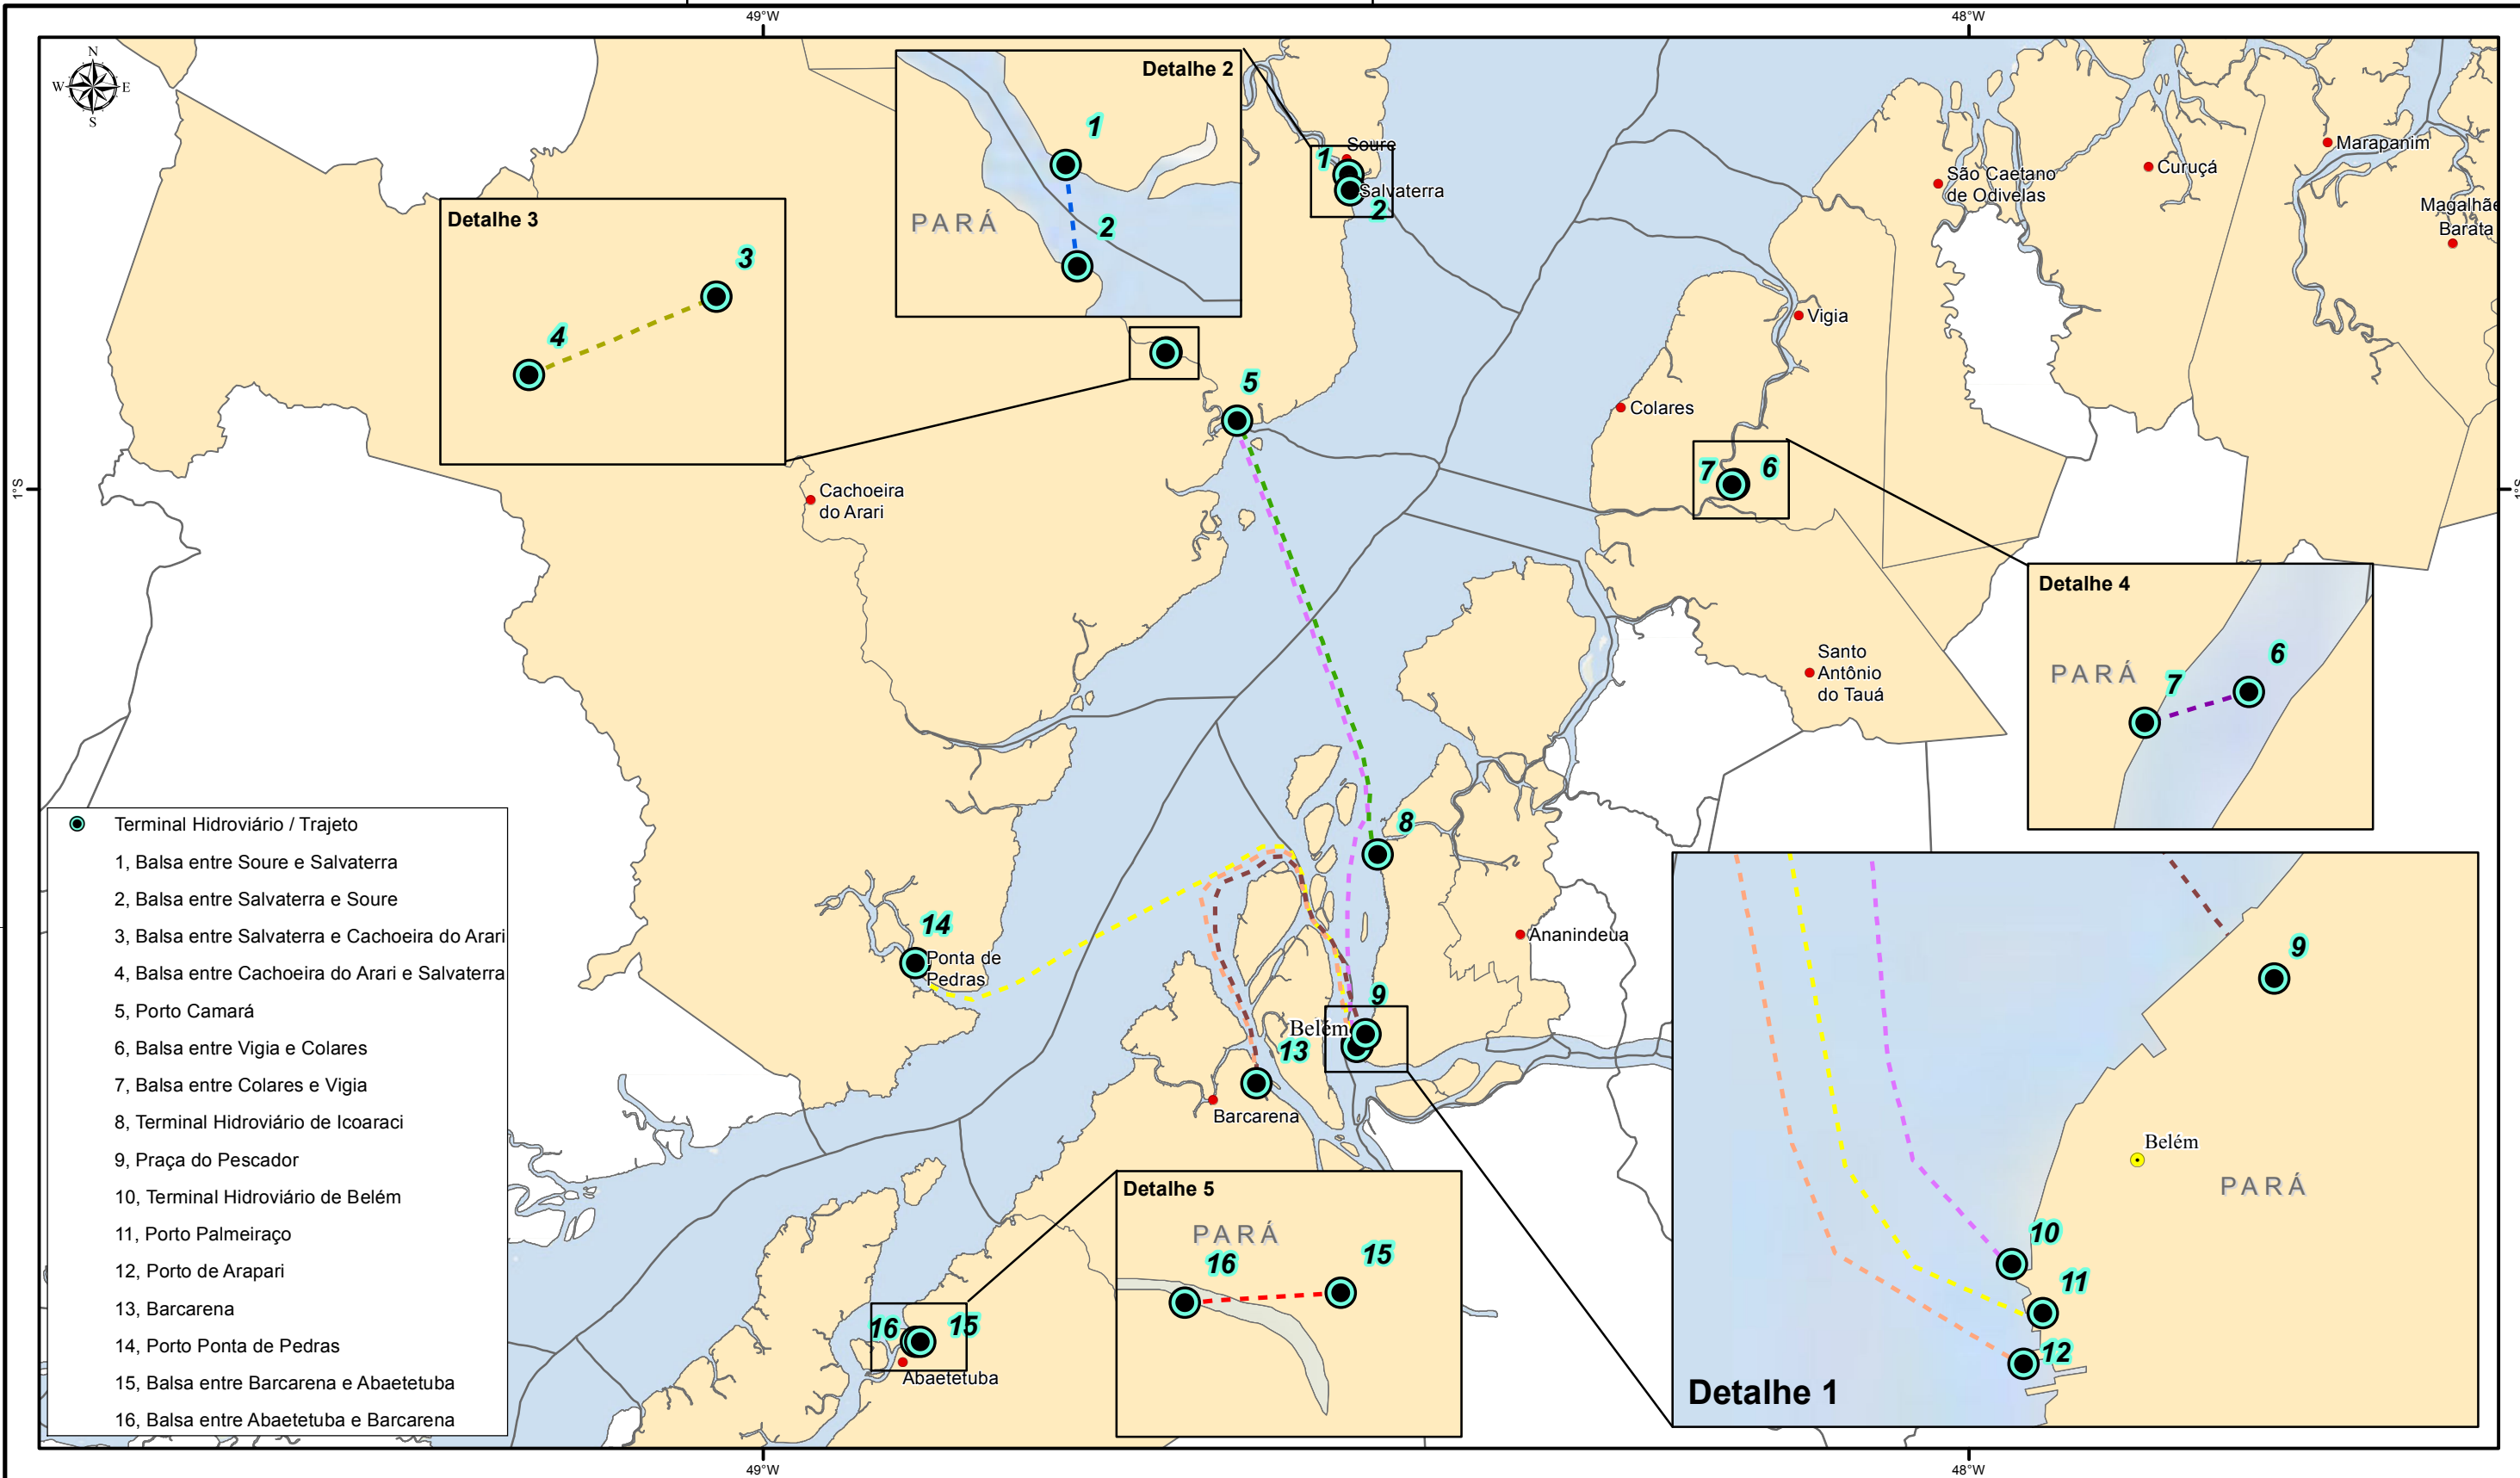 49°W
48°W
N
W
E
S
Detalhe 2
1
2
PARÁ
Soure
1
Salvaterra
2
Marapanim
Curuçá
São Caetano
de Odivelas
Magalhãe
Barata
Detalhe 3
3
4
Vigia
5
Colares
7
6
1°S
1°S
Cachoeira
do Arari
Detalhe 4
PARÁ
7
6
Santo
Antônio
do Tauá
8
14
Ponta de
Pedras
Ananindeua
9
Belém
13
Barcarena
Terminal Hidroviário / Trajeto
1, Balsa entre Soure e Salvaterra
2, Balsa entre Salvaterra e Soure
3, Balsa entre Salvaterra e Cachoeira do Arari
4, Balsa entre Cachoeira do Arari e Salvaterra
5, Porto Camará
6, Balsa entre Vigia e Colares
7, Balsa entre Colares e Vigia
8, Terminal Hidroviário de Icoaraci
9, Praça do Pescador
10, Terminal Hidroviário de Belém
11, Porto Palmeiraço
12, Porto de Arapari
13, Barcarena
14, Porto Ponta de Pedras
15, Balsa entre Barcarena e Abaetetuba
16, Balsa entre Abaetetuba e Barcarena
Detalhe 5
PARÁ
16
15
16
15
Abaetetuba
9
Belém
PARÁ
10
11
12
Detalhe 1
49°W
48°W